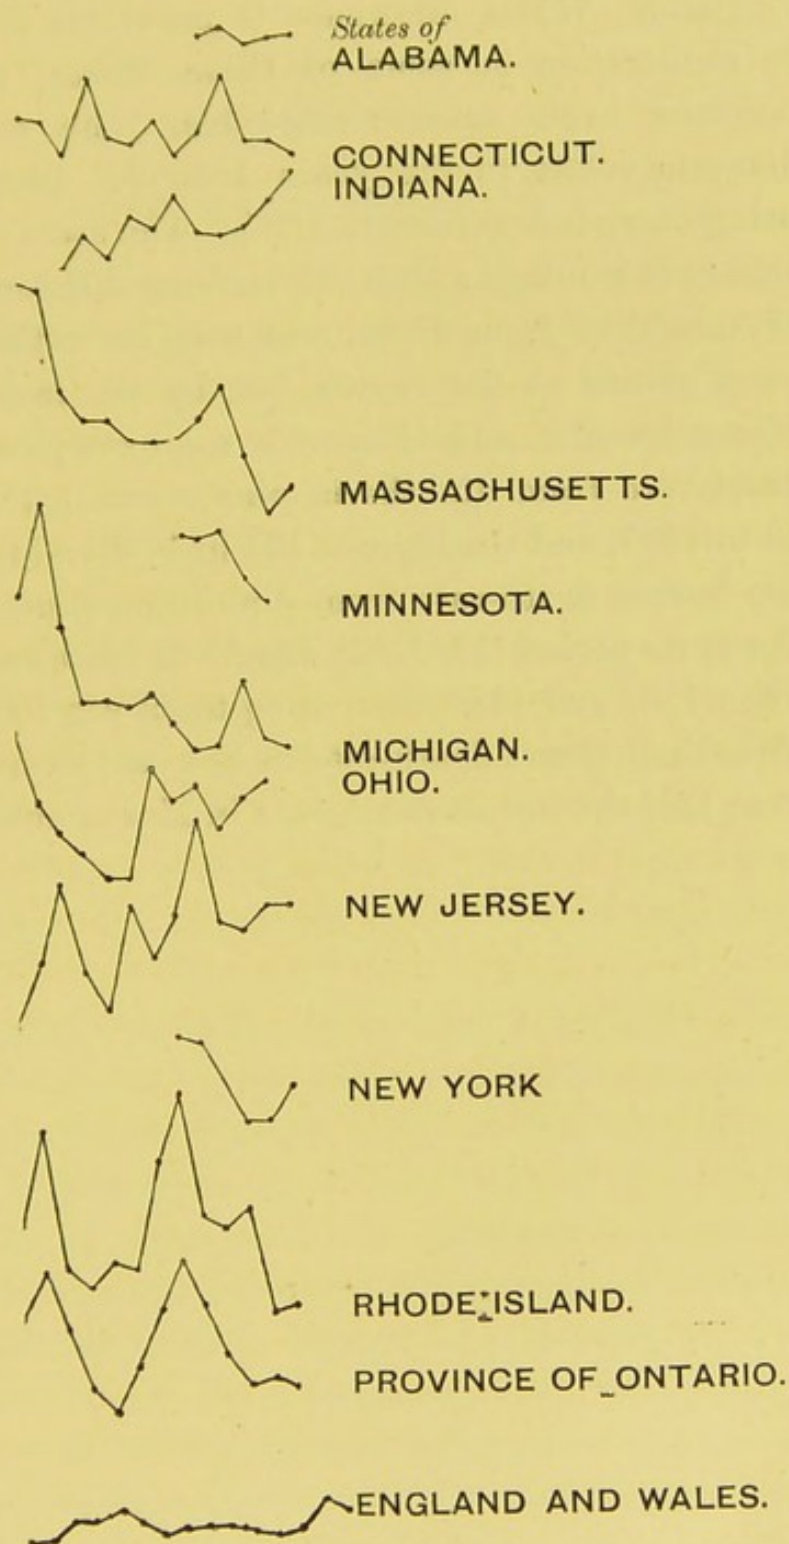 States of
ALABAMA.
CONNECTICUT.
INDIANA.
MASSACHUSETTS.
MINNESOTA.
MICHIGAN.
OHIO.
NEW JERSEY.
NEW YORK
RHODE ISLAND.
PROVINCE OF ONTARIO.
ENGLAND AND WALES.